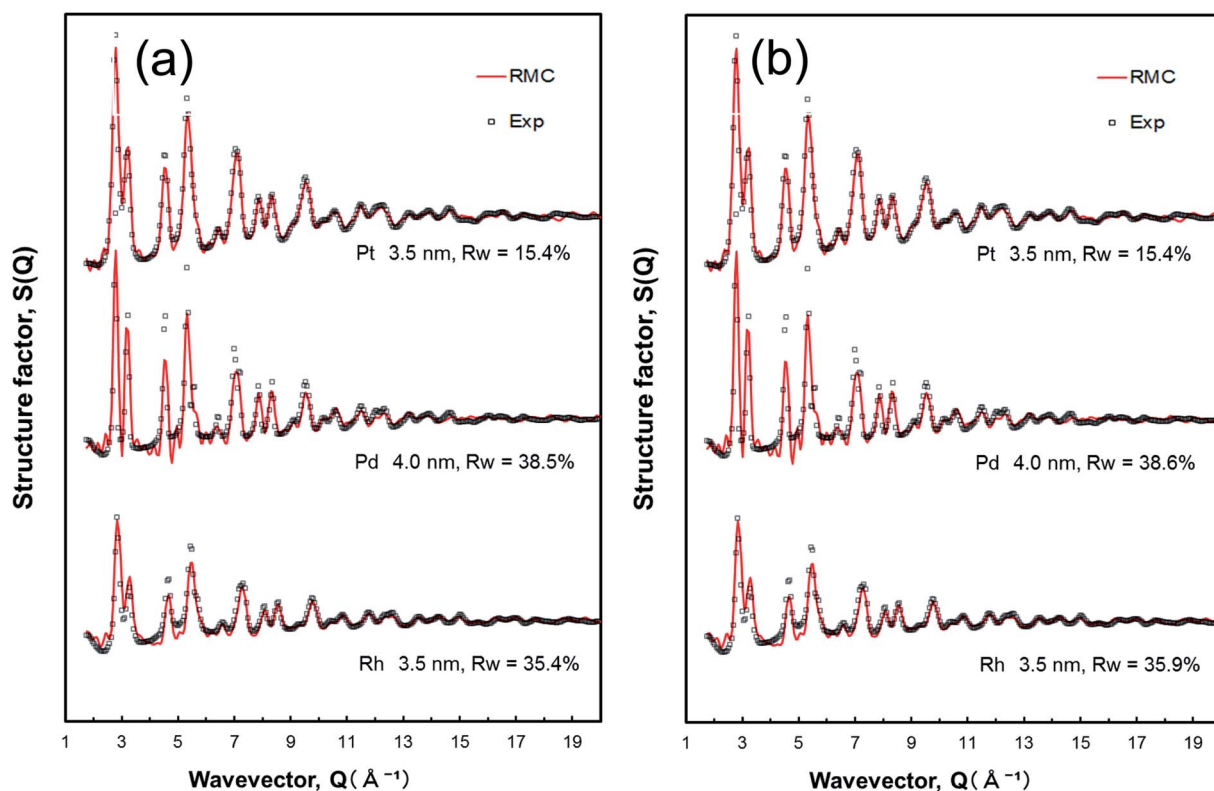 (a)
RMC
Exp
Pt 3.5 nm, Rw = 15.4%
Pd 4.0 nm, Rw = 38.5%
Rh 3.5 nm, Rw = 35.4%
Structure factor, S(Q)
1 3 5 7 9 11 13 15 17 19
Wavevector, Q(Å⁻¹)
(b)
RMC
Exp
Pt 3.5 nm, Rw = 15.4%
Pd 4.0 nm, Rw = 38.6%
Rh 3.5 nm, Rw = 35.9%
Structure factor, S(Q)
1 3 5 7 9 11 13 15 17 19
Wavevector, Q(Å⁻¹)